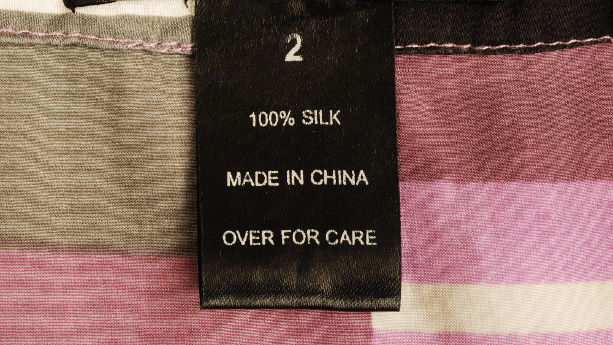 2
100% SILK
MADE IN CHINA
OVER FOR CARE